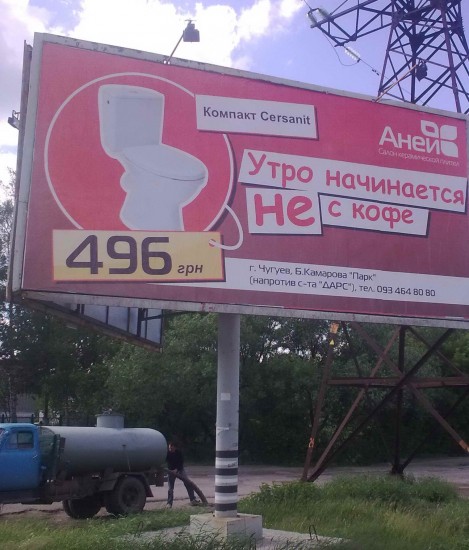 Компакт Cersanit
Аней
Салон керамической плитки
Утро начинается
не с кофе
496 грн
г. Чугуев, Б.Камарова "Парк"
(напротив с-та "ДАРС"), тел. 093 464 80 80